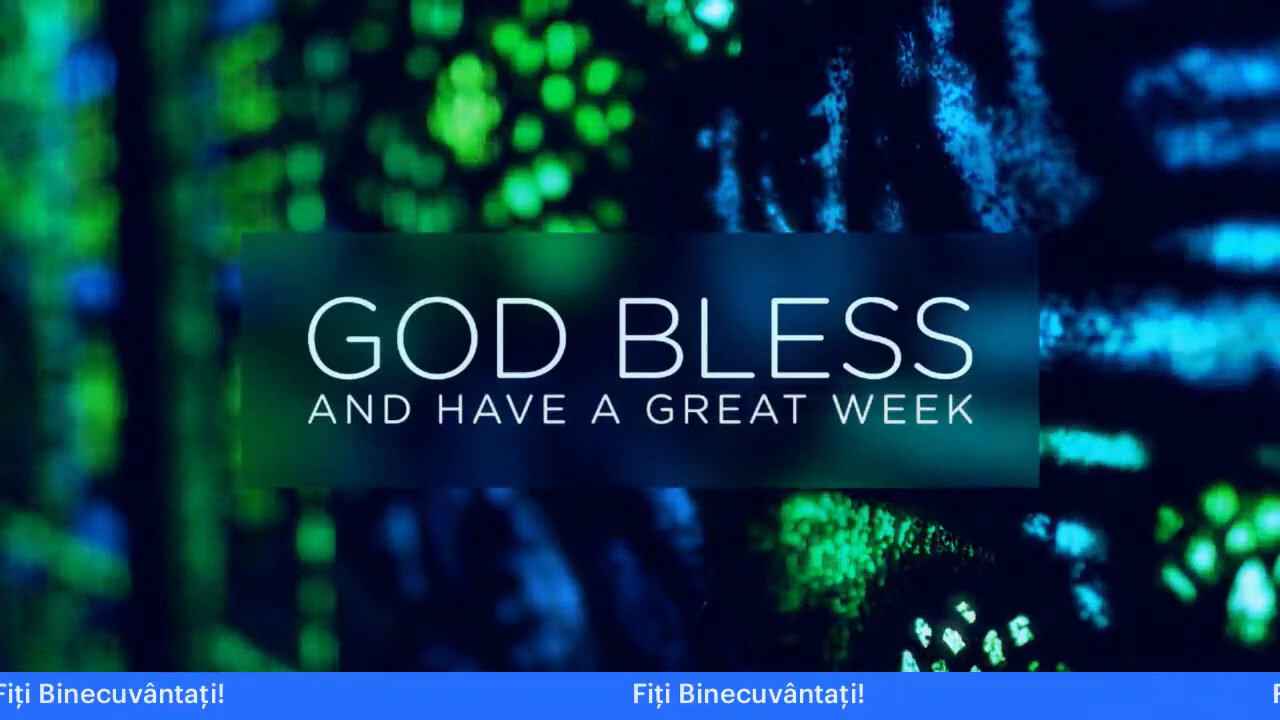 GOD BLESS
AND HAVE A GREAT WEEK
Fiți Binecuvântați! Fiți Binecuvântați! F